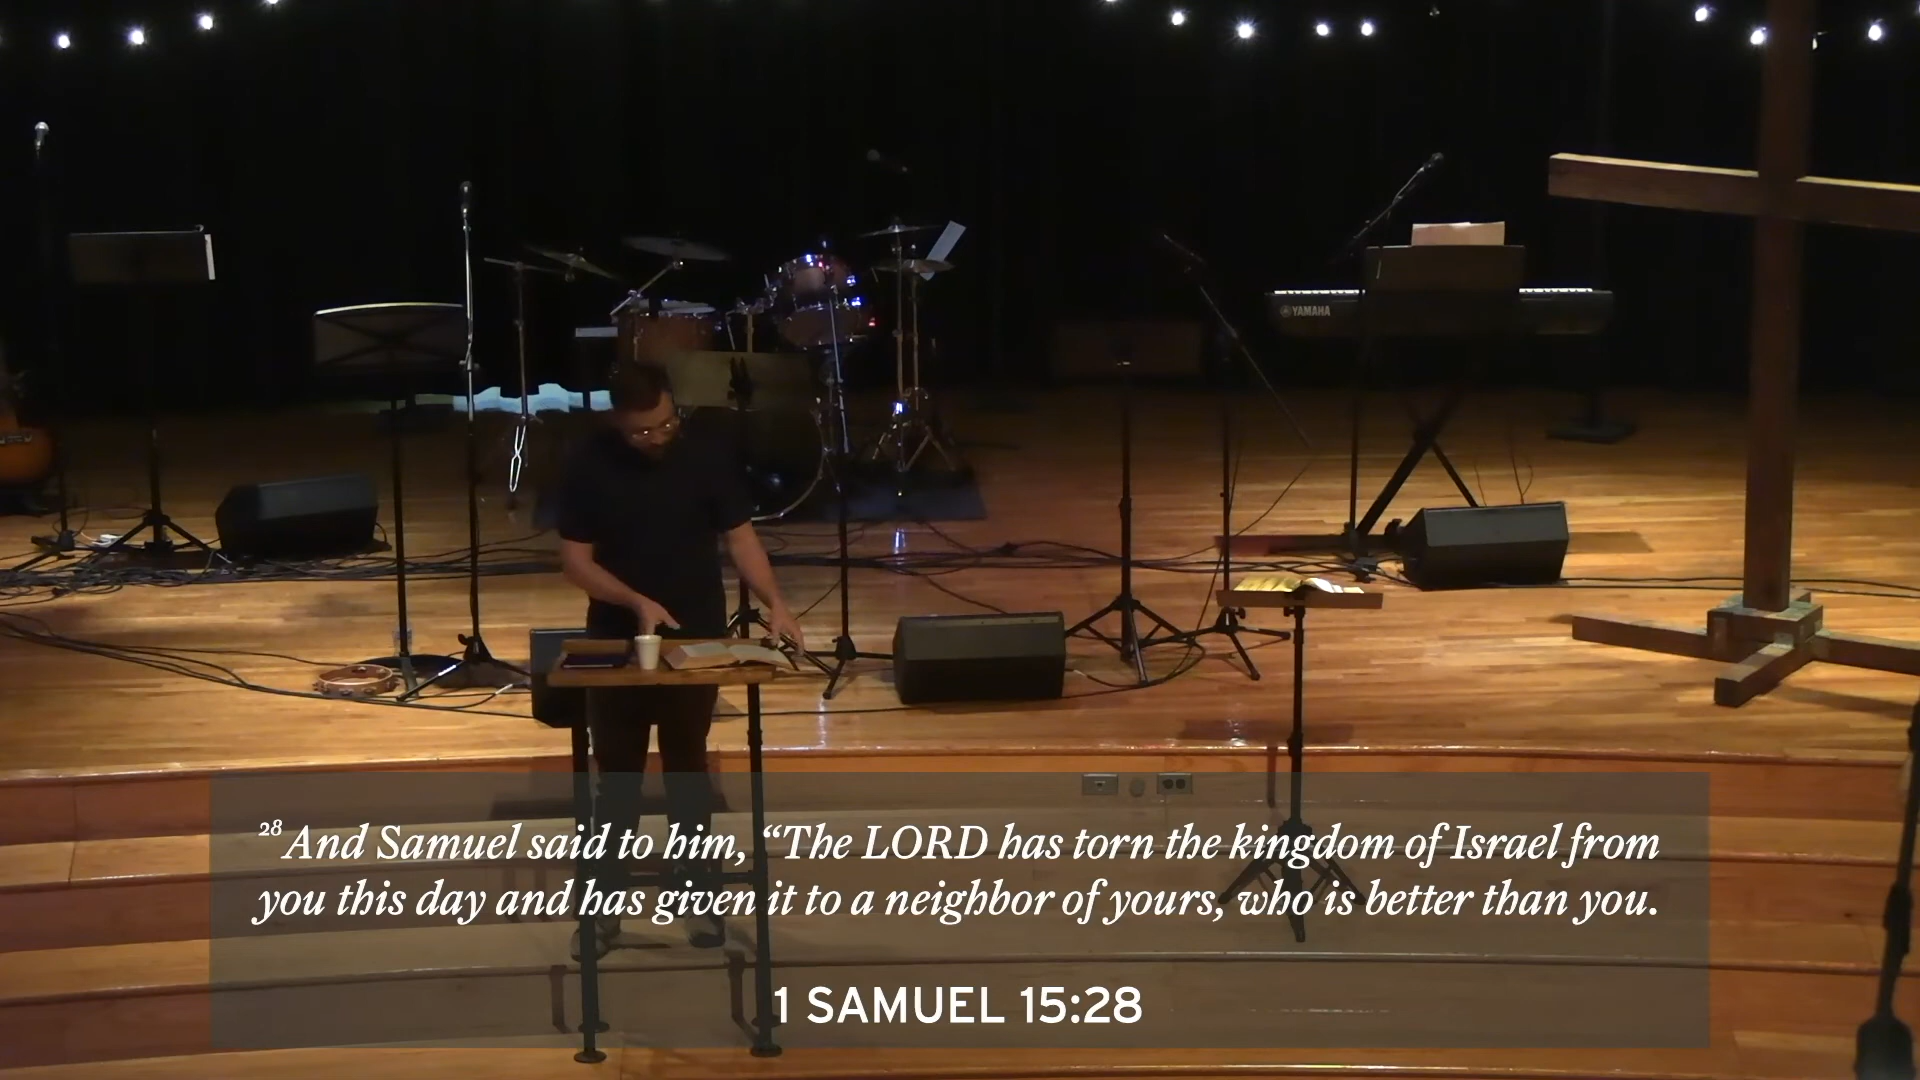 YAMAHA
²⁸ And Samuel said to him, “The LORD has torn the kingdom of Israel from
you this day and has given it to a neighbor of yours, who is better than you.
1 SAMUEL 15:28